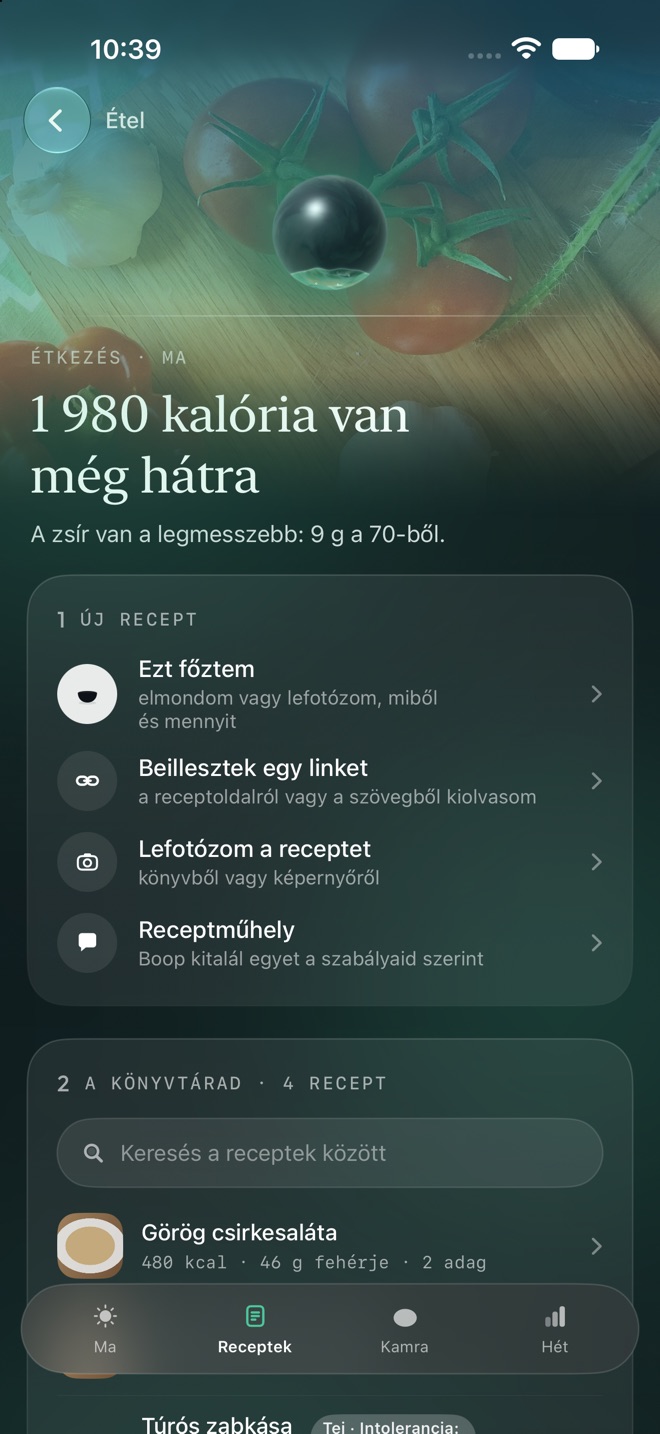 10:39
Étel
ÉTKEZÉS · MA
1 980 kalória van
még hátra
A zsír van a legmesszebb: 9 g a 70-ből.
1 ÚJ RECEPT
Ezt főztem
elmondom vagy lefotózom, miből
és mennyit
Beillesztek egy linket
a receptoldalról vagy a szövegből kiolvasom
Lefotózom a receptet
könyvből vagy képernyőről
Receptműhely
Boop kitalál egyet a szabályaid szerint
2 A KÖNYVTÁRAD · 4 RECEPT
Keresés a receptek között
Görög csirkesaláta
480 kcal · 46 g fehérje · 2 adag
Ma
Receptek
Kamra
Hét
Túrós zabkása
Tej · Intolerancia: